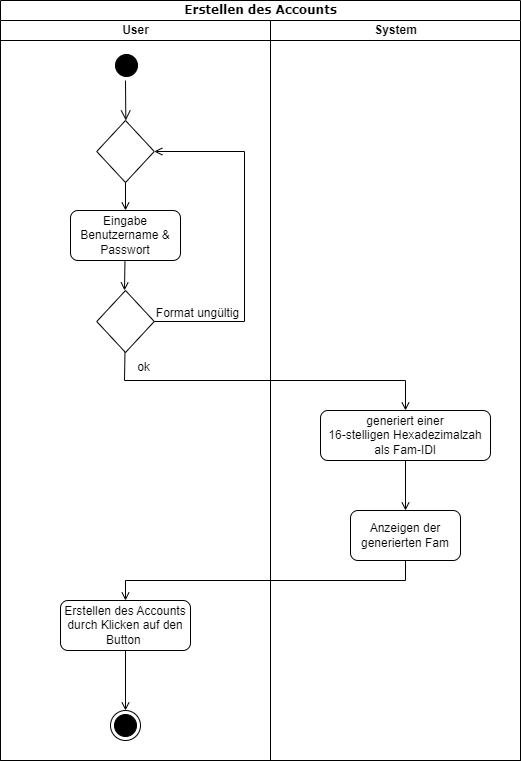 Erstellen des Accounts
User
System
Eingabe
Benutzername &
Passwort
Format ungültig
ok
generiert einer
16-stelligen Hexadezimalzah
als Fam-IDI
Anzeigen der
generierten Fam
Erstellen des Accounts
durch Klicken auf den
Button